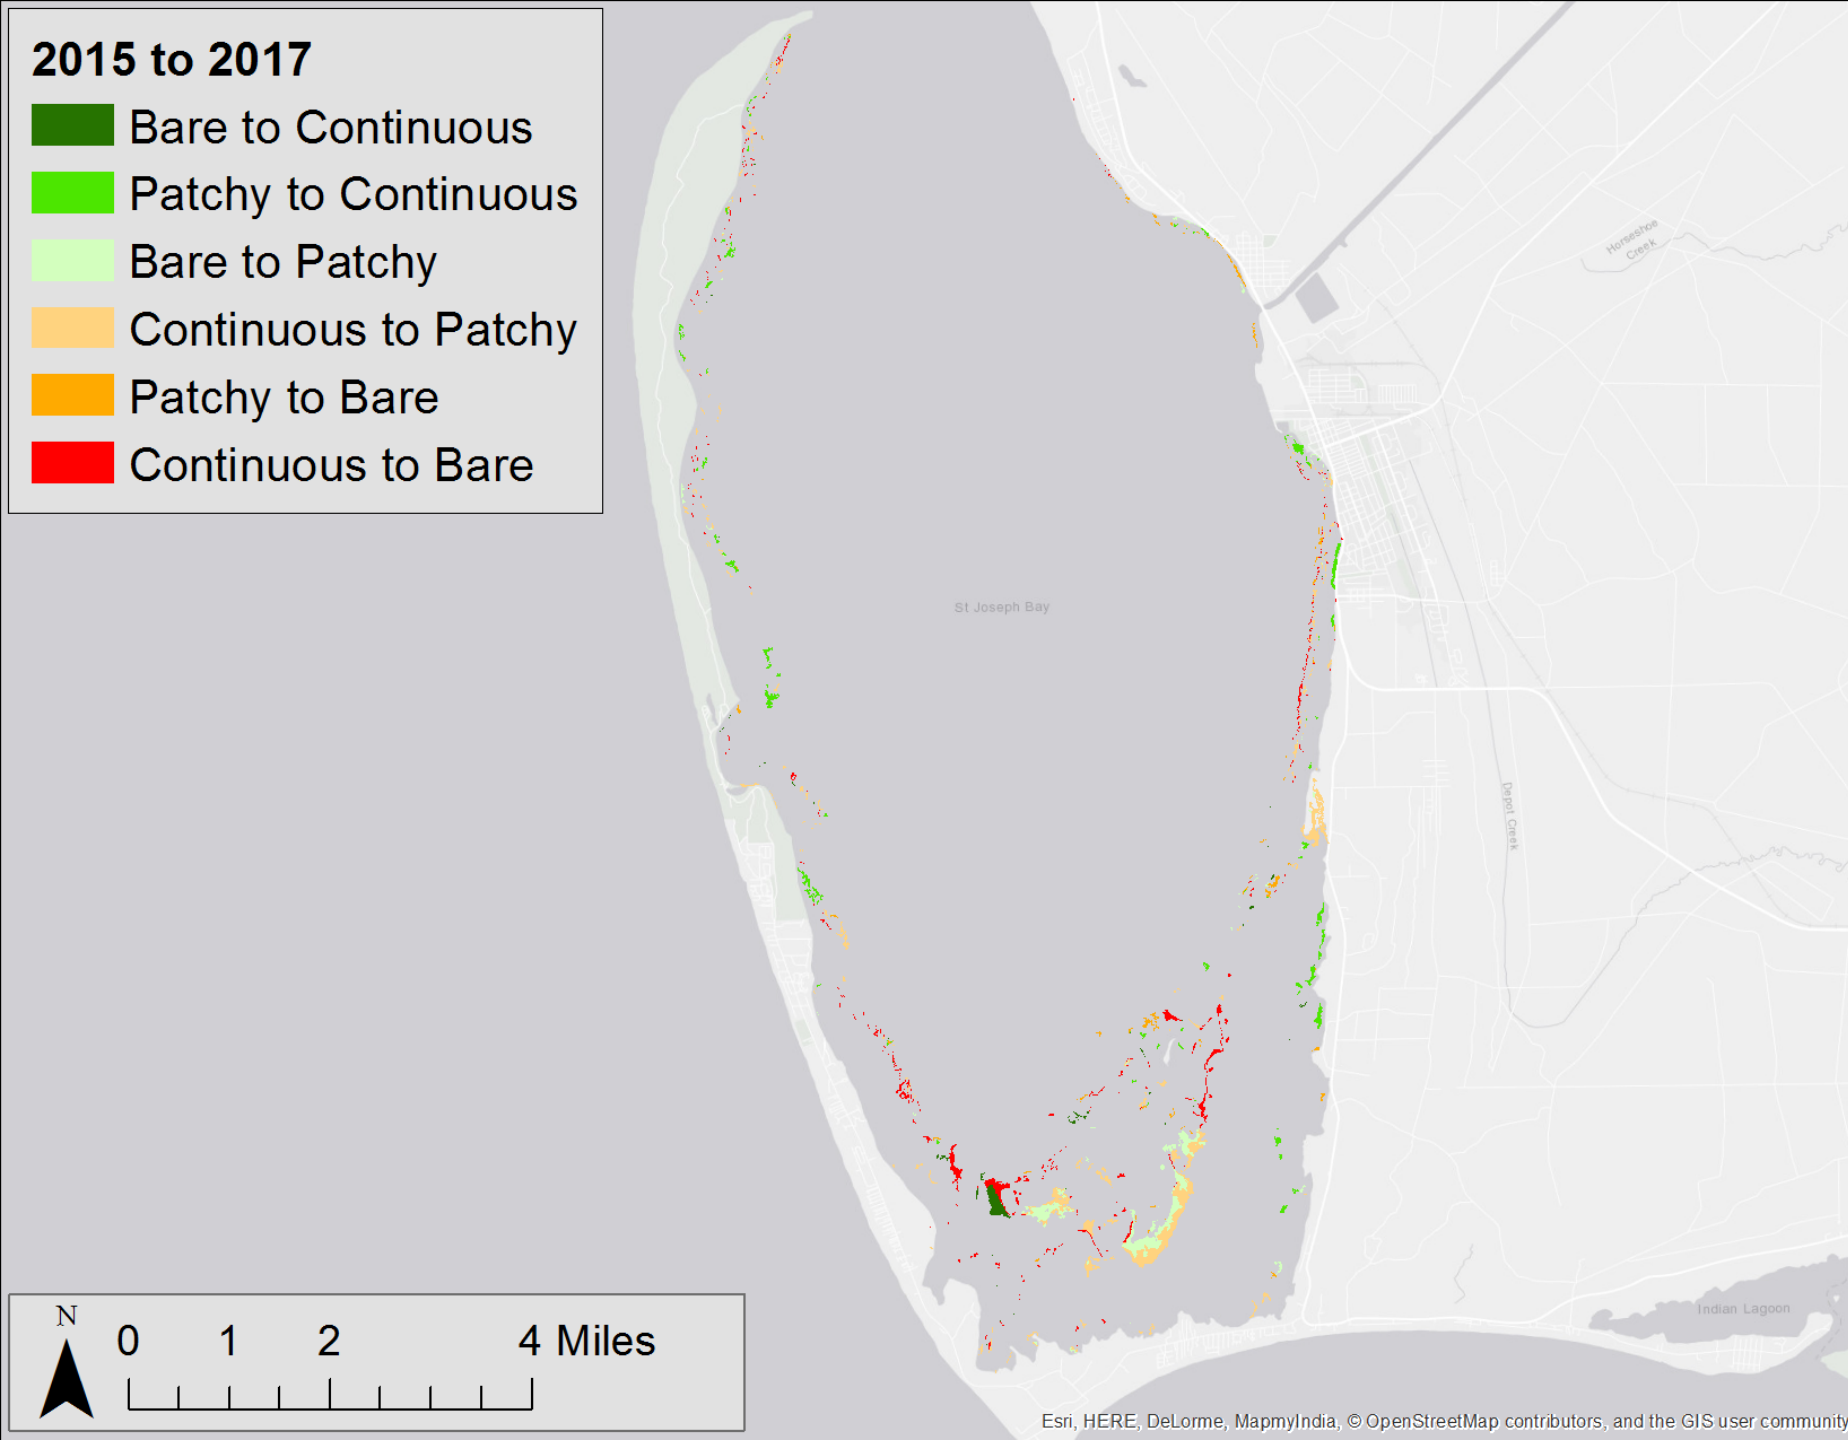 2015 to 2017
Bare to Continuous
Patchy to Continuous
Bare to Patchy
Continuous to Patchy
Patchy to Bare
Continuous to Bare
Horseshoe
Creek
St Joseph Bay
Depot Creek
Indian Lagoon
N
0 1 2 4 Miles
Esri, HERE, DeLorme, MapmyIndia, © OpenStreetMap contributors, and the GIS user community